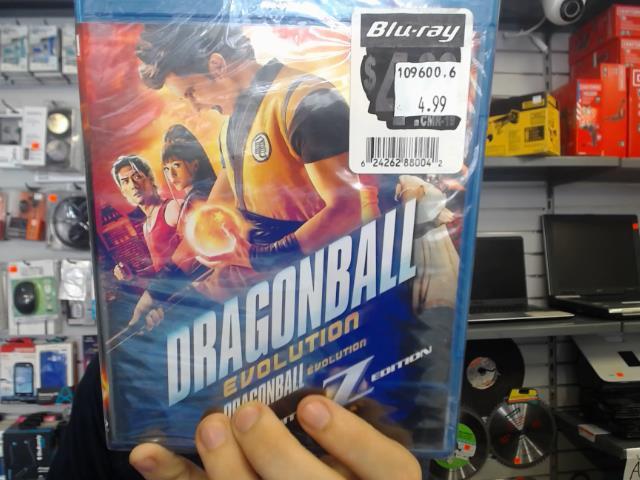 Blu-ray
109600.6
4.99
6 24262 88004 2
DRAGONBALL
EVOLUTION
DRAGONBALL EVOLUTION
Z EDITION